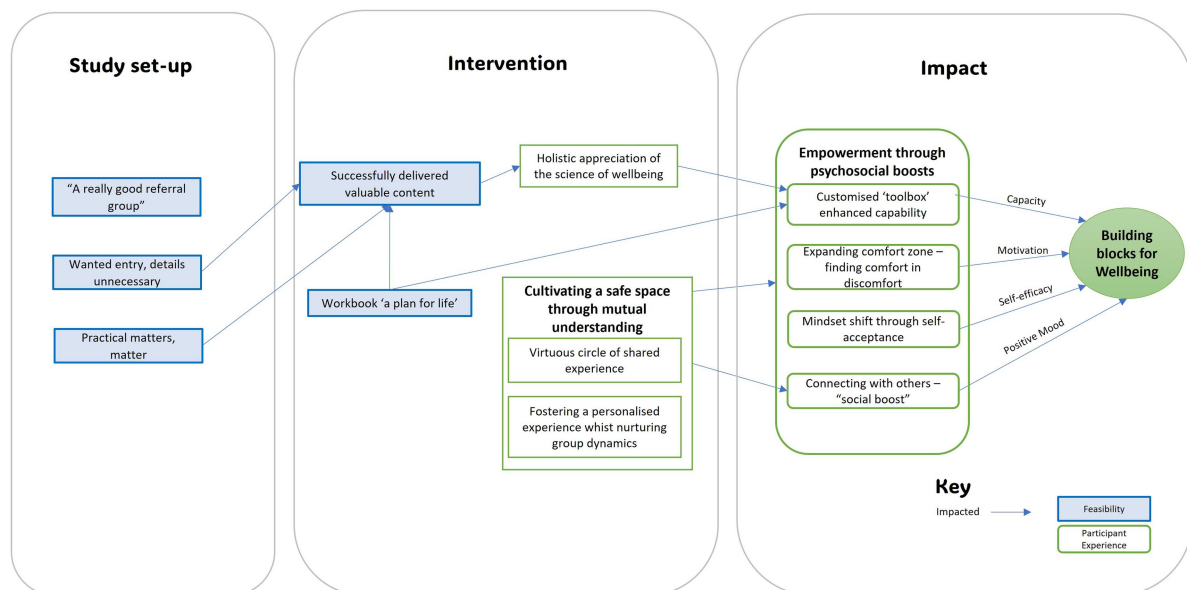 Study set-up
“A really good referral
group”
Wanted entry, details
unnecessary
Practical matters,
matter
Intervention
Successfully delivered
valuable content
Holistic appreciation of
the science of wellbeing
Workbook ‘a plan for life’
Cultivating a safe space
through mutual
understanding
Virtuous circle of shared
experience
Fostering a personalised
experience whist nurturing
group dynamics
Impact
Empowerment through
psychosocial boosts
Customised ‘toolbox’
enhanced capability
Expanding comfort zone –
finding comfort in
discomfort
Mindset shift through self-
acceptance
Connecting with others –
“social boost”
Capacity
Motivation
Self-efficacy
Positive Mood
Building
blocks for
Wellbeing
Key
Impacted
Feasibility
Participant
Experience